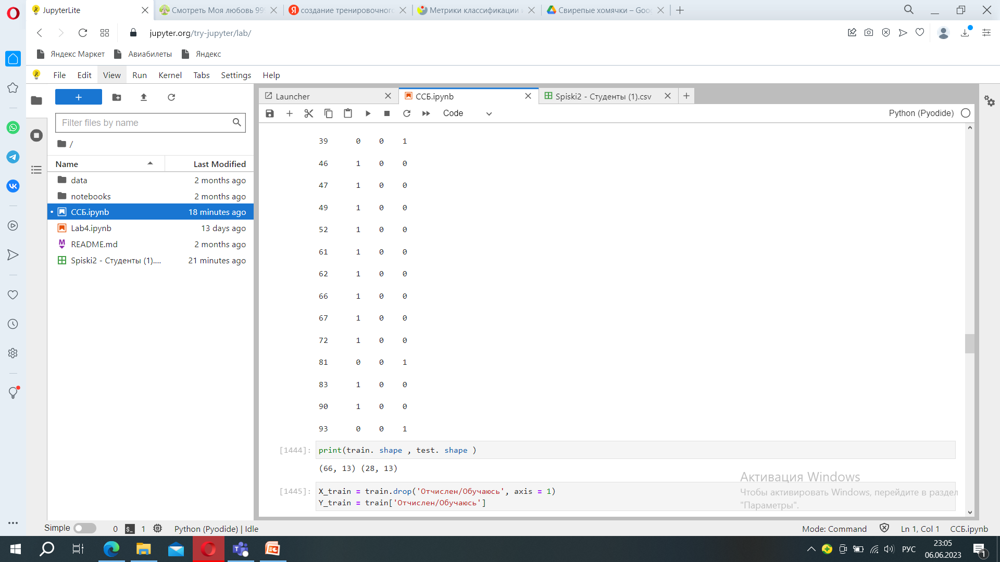 JupyterLite
Смотреть Моя любовь 999
создание тренировочного
Метрики классификации и
Свирепые хомячки – Goo
jupyter.org/try-jupyter/lab/
Яндекс Маркет
Авиабилеты
Яндекс
File Edit View Run Kernel Tabs Settings Help
Launcher
ССБ.ipynb
Spiski2 - Студенты (1).csv
Code
Python (Pyodide)
Filter files by name
/
Name Last Modified
data 2 months ago
notebooks 2 months ago
ССБ.ipynb 18 minutes ago
Lab4.ipynb 13 days ago
README.md 2 months ago
Spiski2 - Студенты (1).... 21 minutes ago
39 0 0 1
46 1 0 0
47 1 0 0
49 1 0 0
52 1 0 0
61 1 0 0
62 1 0 0
66 1 0 0
67 1 0 0
72 1 0 0
81 0 0 1
83 1 0 0
90 1 0 0
93 0 0 1
[1444]: print(train. shape , test. shape )
(66, 13) (28, 13)
[1445]: X_train = train.drop('Отчислен/Обучаюсь', axis = 1)
Y_train = train['Отчислен/Обучаюсь']
Активация Windows
Чтобы активировать Windows, перейдите в раздел
"Параметры".
Simple 0 $_ 1 Python (Pyodide) | Idle
Mode: Command Ln 1, Col 1 ССБ.ipynb
РУС
23:05
06.06.2023
1